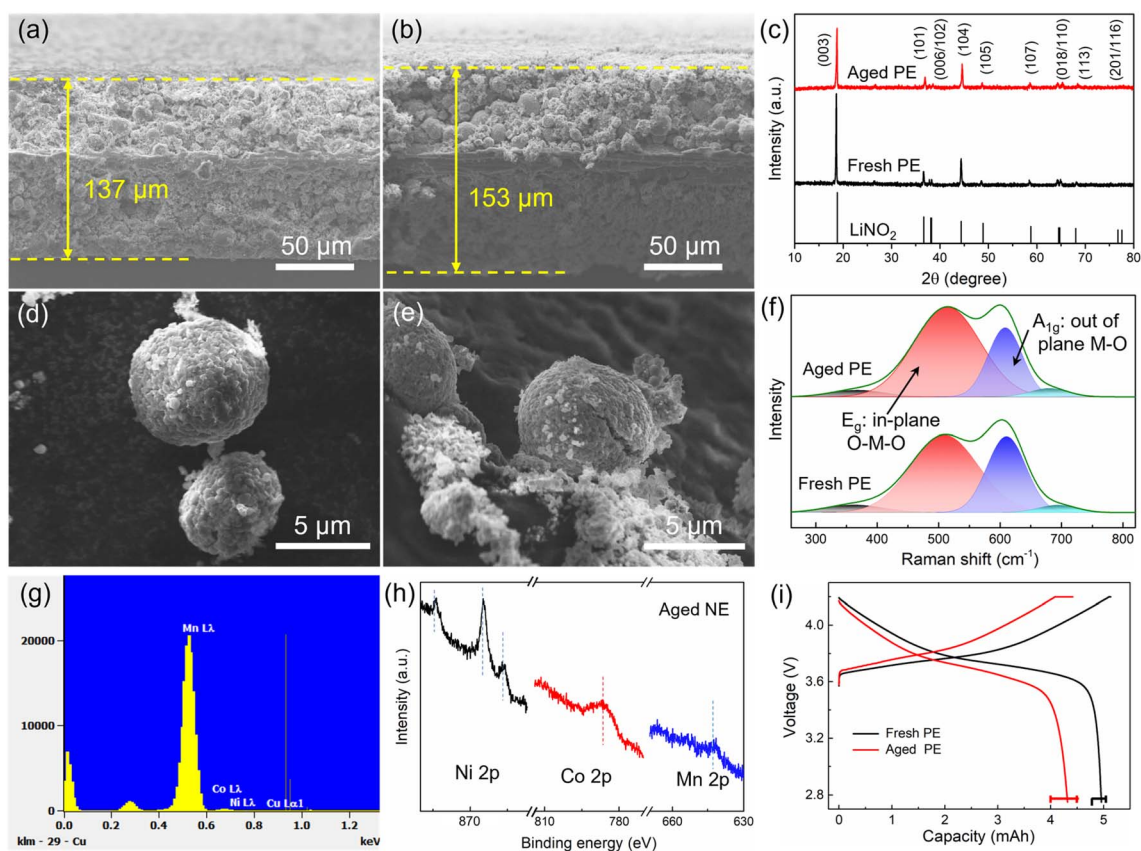 (a)
137 μm
50 μm
(b)
153 μm
50 μm
(c)
Intensity (a.u.)
(003)
(101)
(006/102)
(104)
(105)
(107)
(018/110)
(113)
(201/116)
Aged PE
Fresh PE
LiNO2
10 20 30 40 50 60 70 80
2θ (degree)
(d)
5 μm
(e)
5 μm
(f)
Intensity
A1g: out of
plane M-O
Aged PE
Eg: in-plane
O-M-O
Fresh PE
300 400 500 600 700 800
Raman shift (cm-1)
(g)
20000
10000
0
Mn Lλ
Co Lλ
Ni Lλ
Cu Lα1
0.0 0.3 0.6 0.9 1.2
klm - 29 - Cu
keV
(h)
Aged NE
Intensity (a.u.)
Ni 2p
Co 2p
Mn 2p
870 810 780 660 630
Binding energy (eV)
(i)
Voltage (V)
4.2
3.6
3.2
2.8
Fresh PE
Aged PE
0 1 2 3 4 5
Capacity (mAh)